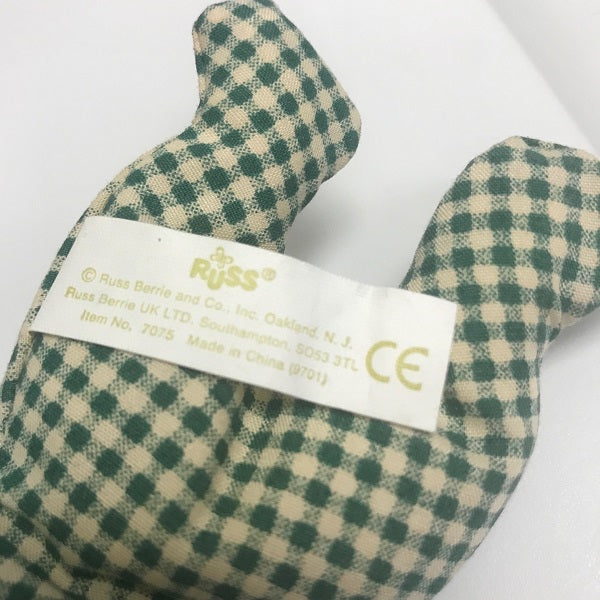 RUSS®
© Russ Berrie and Co., Inc. Oakland, N. J.
Russ Berrie UK LTD. Southampton, SO53 3TL
Item No. 7075 Made in China (9701)
CE